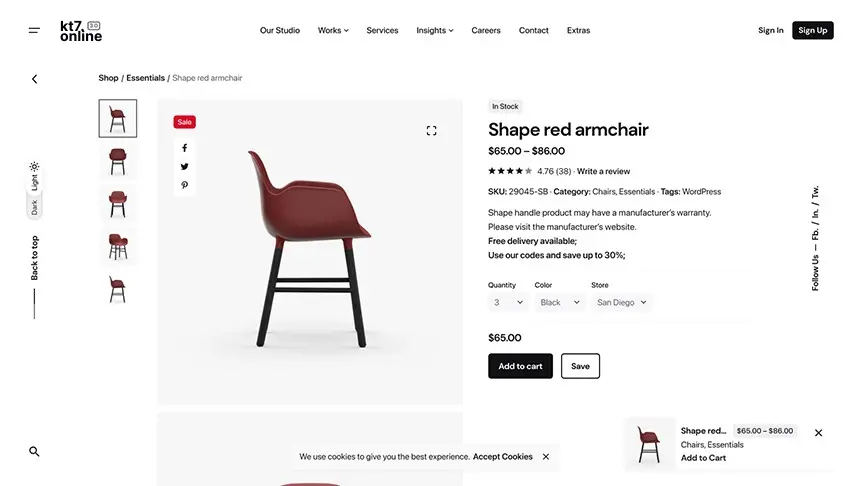 kt7. 3.0
online
Our Studio Works Services Insights Careers Contact Extras
Sign In Sign Up
Shop / Essentials / Shape red armchair
Sale
In Stock
Shape red armchair
$65.00 – $86.00
4.76 (38) · Write a review
SKU: 29045-SB · Category: Chairs, Essentials · Tags: WordPress
Shape handle product may have a manufacturer's warranty.
Please visit the manufacturer's website.
Free delivery available;
Use our codes and save up to 30%;
Quantity Color Store
3 Black San Diego
$65.00
Add to cart Save
Light
Dark
Back to top
Follow Us — Fb. / In. / Tw.
We use cookies to give you the best experience. Accept Cookies
Shape red... $65.00 – $86.00
Chairs, Essentials
Add to Cart